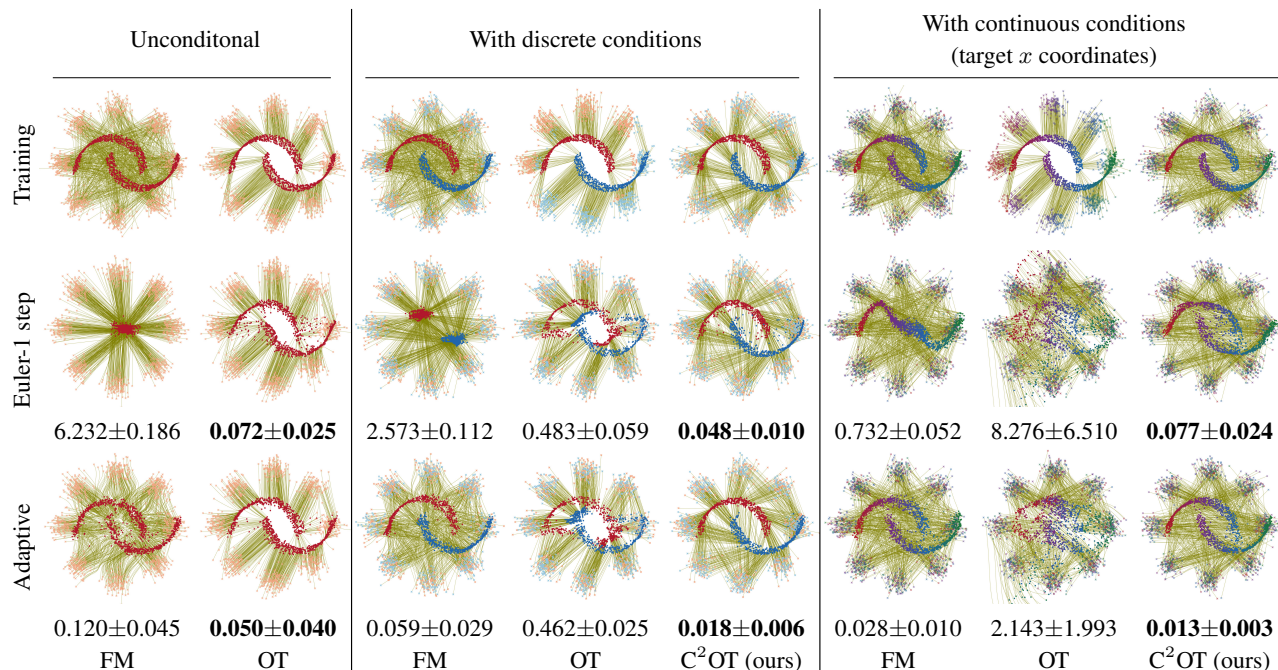 Unconditonal
With discrete conditions
With continuous conditions
(target x coordinates)
Training
Euler-1 step
6.232±0.186 0.072±0.025 2.573±0.112 0.483±0.059 0.048±0.010 0.732±0.052 8.276±6.510 0.077±0.024
Adaptive
0.120±0.045 0.050±0.040 0.059±0.029 0.462±0.025 0.018±0.006 0.028±0.010 2.143±1.993 0.013±0.003
FM OT FM OT C²OT (ours) FM OT C²OT (ours)